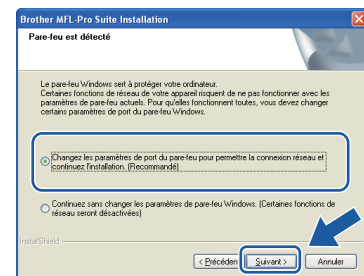 Brother MFL-Pro Suite Installation
Pare-feu est détecté
Le pare-feu Windows sert à protéger votre ordinateur.
Certaines fonctions de réseau de votre appareil risquent de ne pas fonctionner avec les
paramètres de pare-feu actuels. Pour qu'elles fonctionnent toutes, vous devez changer
certains paramètres de port du pare-feu Windows.
Changez les paramètres de port du pare-feu pour permettre la connexion réseau et
continuez l'installation. (Recommandé)
Continuez sans changer les paramètres de pare-feu Windows. (Certaines fonctions de
réseau seront désactivées)
InstallShield
< Précéden
Suivant >
Annuler